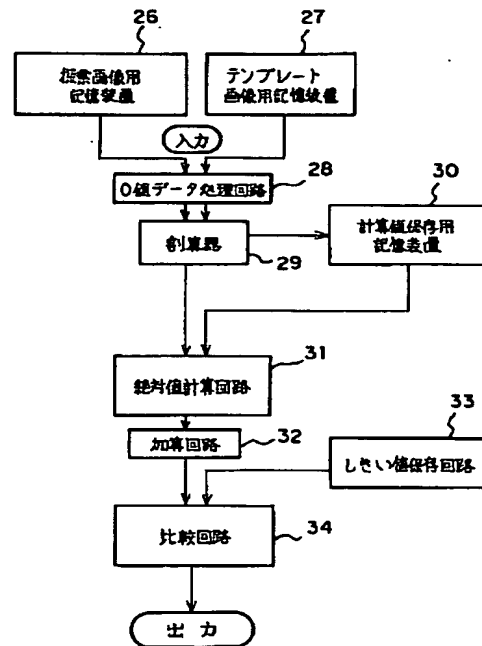 26
27
探索画像用
記憶装置
テンプレート
画像用記憶装置
入力
28
0値データ処理回路
30
割算器
29
計算値保存用
記憶装置
31
絶対値計算回路
32
加算回路
33
しきい値保存回路
34
比較回路
出力